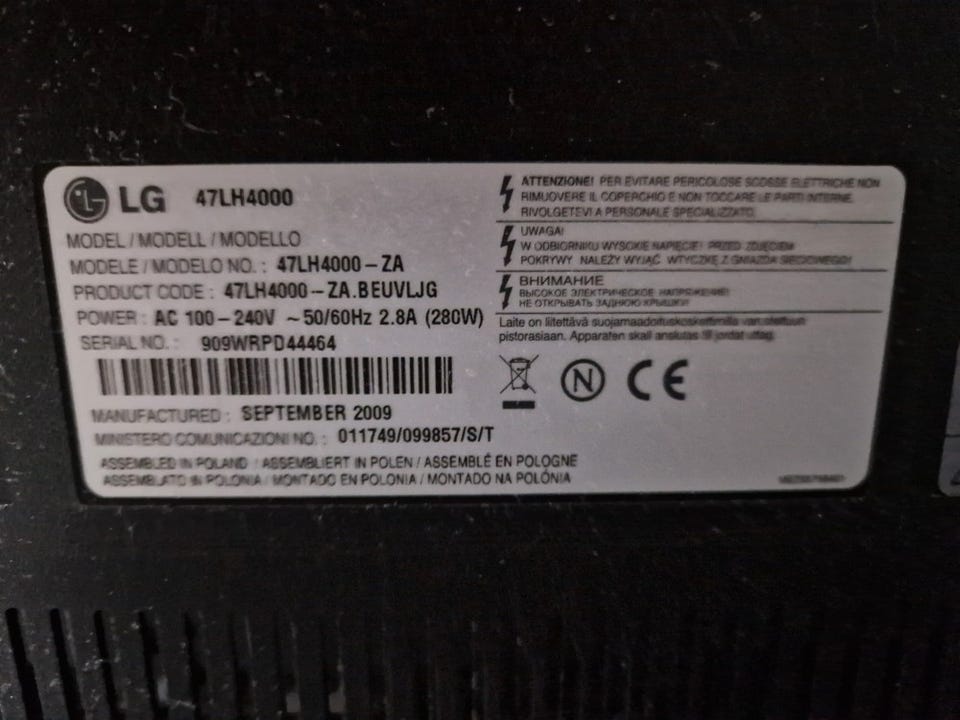 LG 47LH4000
MODEL / MODELL / MODELLO
MODELE / MODELO NO. : 47LH4000-ZA
PRODUCT CODE : 47LH4000-ZA.BEUVLJG
POWER : AC 100-240V ~50/60Hz 2.8A (280W)
SERIAL NO. : 909WRPD44464
MANUFACTURED : SEPTEMBER 2009
MINISTERO COMUNICAZIONI NO. : 011749/099857/S/T
ASSEMBLED IN POLAND / ASSEMBLIERT IN POLEN / ASSEMBLÉ EN POLOGNE
ASSEMBLATO IN POLONIA / MONTADO EN POLONIA / MONTADO NA POLÓNIA
ATTENZIONE! PER EVITARE PERICOLOSE SCOSSE ELETTRICHE NON
RIMUOVERE IL COPERCHIO E NON TOCCARE LE PARTI INTERNE.
RIVOLGETEVI A PERSONALE SPECIALIZZATO.
UWAGA!
W ODBIORNIKU WYSOKIE NAPIĘCIE! PRZED ZDJĘCIEM
POKRYWY NALEŻY WYJĄĆ WTYCZKĘ Z GNIAZDA SIECIOWEGO!
ВНИМАНИЕ
ВЫСОКОЕ ЭЛЕКТРИЧЕСКОЕ НАПРЯЖЕНИЕ!
НЕ ОТКРЫВАТЬ ЗАДНЮЮ КРЫШКУ!
Laite on liitettävä suojamaadoituskoskettimilla varustettuun
pistorasiaan. Apparaten skall anslutas till jordat uttag.
N CE